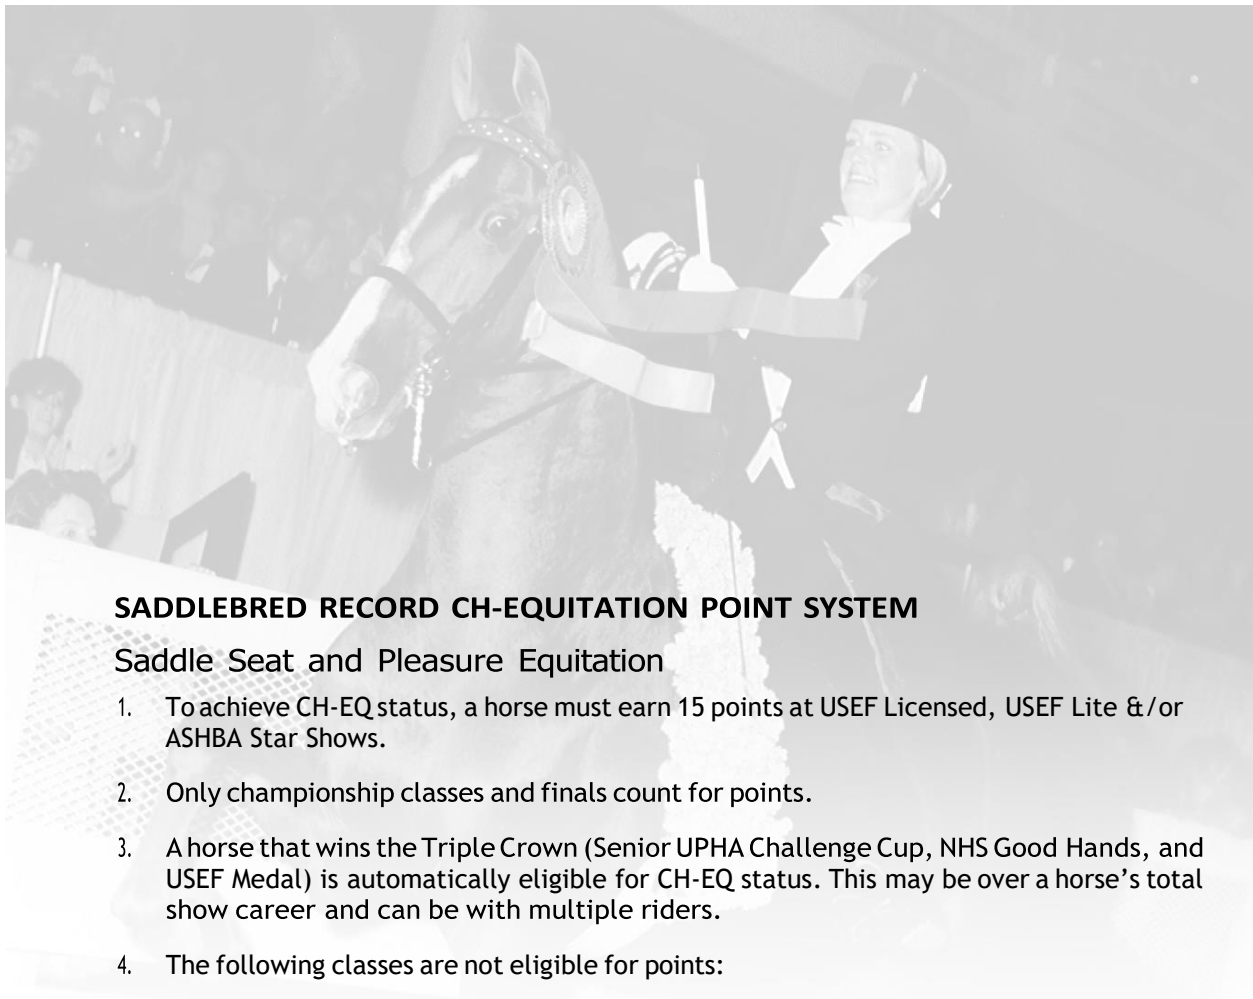 SADDLEBRED RECORD CH-EQUITATION POINT SYSTEM
Saddle Seat and Pleasure Equitation
1. To achieve CH-EQ status, a horse must earn 15 points at USEF Licensed, USEF Lite &/or
ASHBA Star Shows.
2. Only championship classes and finals count for points.
3. A horse that wins the Triple Crown (Senior UPHA Challenge Cup, NHS Good Hands, and
USEF Medal) is automatically eligible for CH-EQ status. This may be over a horse’s total
show career and can be with multiple riders.
4. The following classes are not eligible for points: